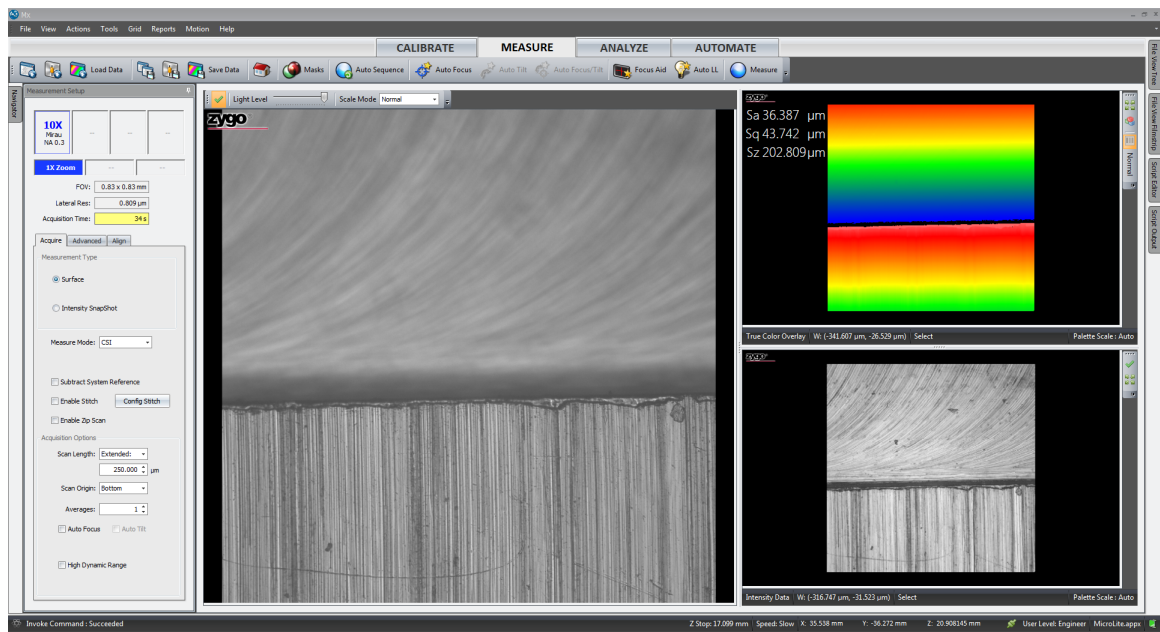 Mx
File View Actions Tools Grid Reports Motion Help
CALIBRATE MEASURE ANALYZE AUTOMATE
Load Data Save Data Masks Auto Sequence Auto Focus Auto Tilt Auto Focus/Tilt Focus Aid Auto LL Measure
Navigator
Measurement Setup
10X
Mirau
NA 0.3
-- -- --
1X Zoom -- --
FOV: 0.83 x 0.83 mm
Lateral Res: 0.809 µm
Acquisition Time: 34 s
Acquire Advanced Align
Measurement Type
Surface
Intensity SnapShot
Measure Mode: CSI
Subtract System Reference
Enable Stitch Config Stitch
Enable Zip Scan
Acquisition Options
Scan Length: Extended:
250.000 µm
Scan Origin: Bottom
Averages: 1
Auto Focus Auto Tilt
High Dynamic Range
Light Level Scale Mode Normal
zygo
zygo
Sa 36.387 µm
Sq 43.742 µm
Sz 202.809 µm
Normal
True Color Overlay W: (-341.607 µm, -26.529 µm) Select Palette Scale : Auto
zygo
Intensity Data W: (-316.747 µm, -31.523 µm) Select Palette Scale : Auto
File View Tree
File View Filmstrip
Script Editor
Script Output
Invoke Command : Succeeded
Z Stop: 17.099 mm Speed: Slow X: 35.538 mm Y: -36.272 mm Z: 20.908145 mm User Level: Engineer MicroLite.appx